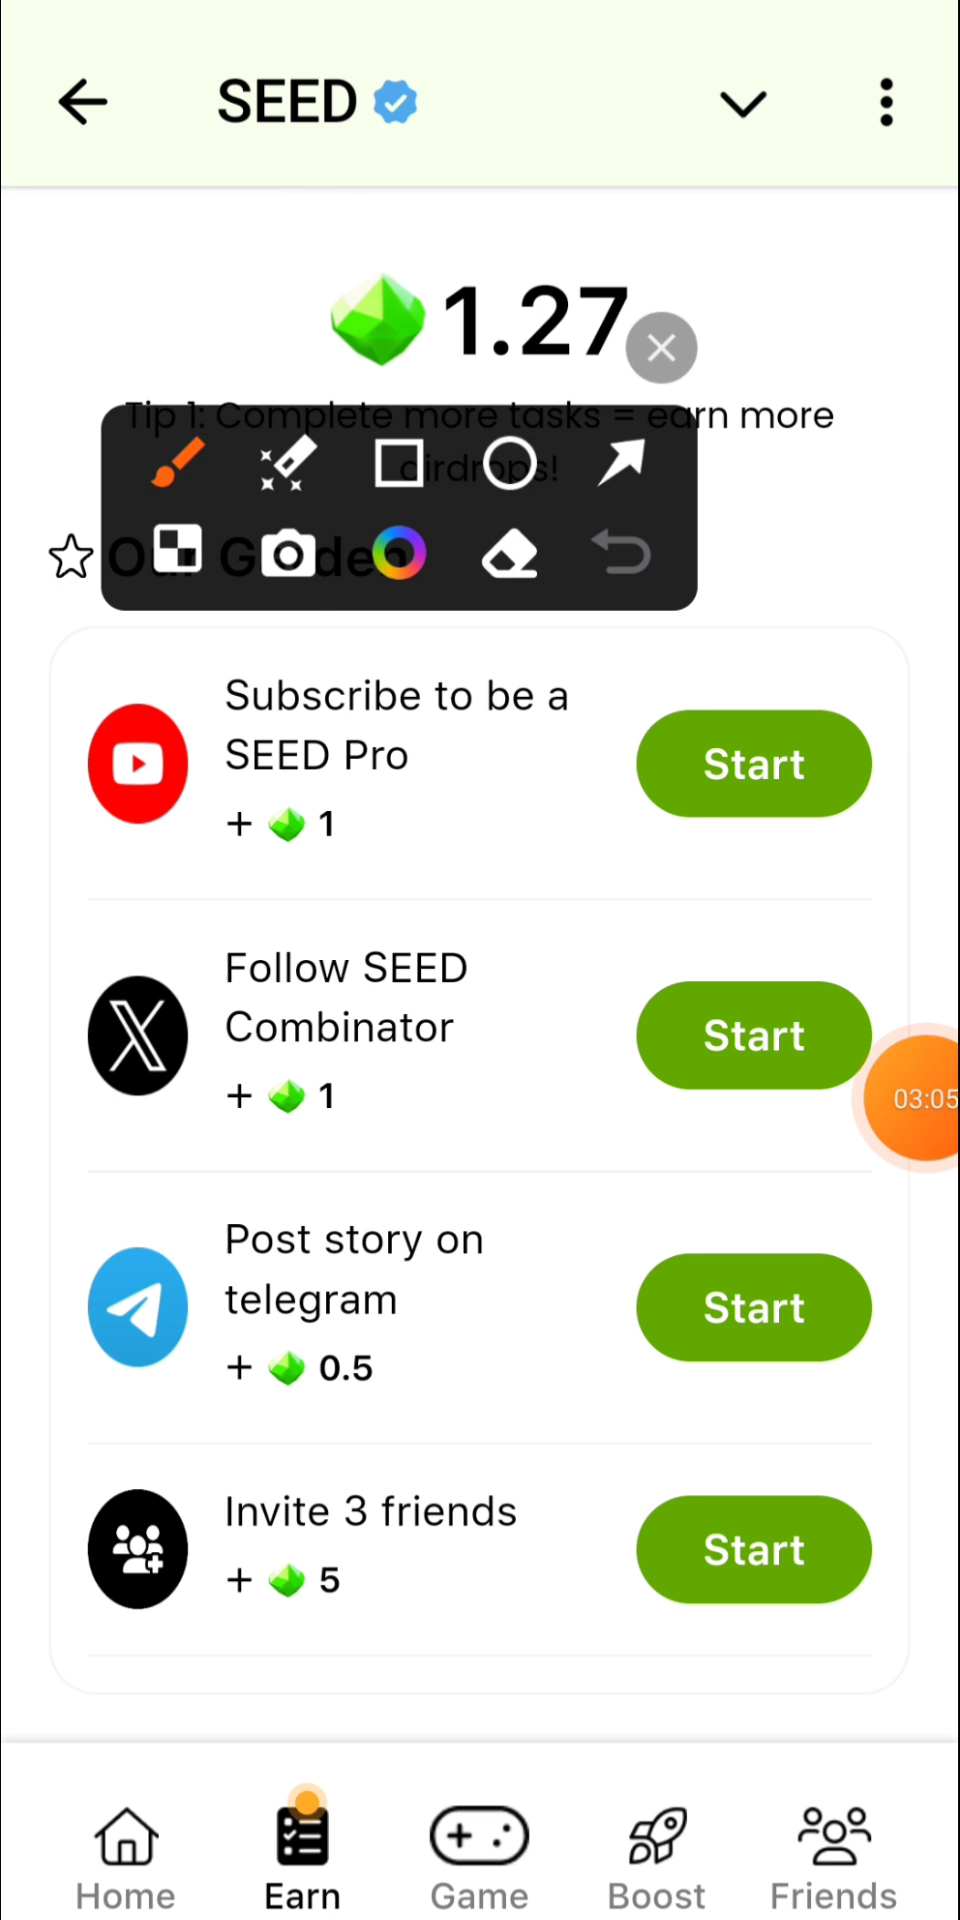 SEED
1.27
Tip 1: Complete more tasks = earn more
airdrops!
Our Garden
Subscribe to be a
SEED Pro
+ 1
Start
Follow SEED
Combinator
+ 1
Start
03:05
Post story on
telegram
+ 0.5
Start
Invite 3 friends
+ 5
Start
Home
Earn
Game
Boost
Friends